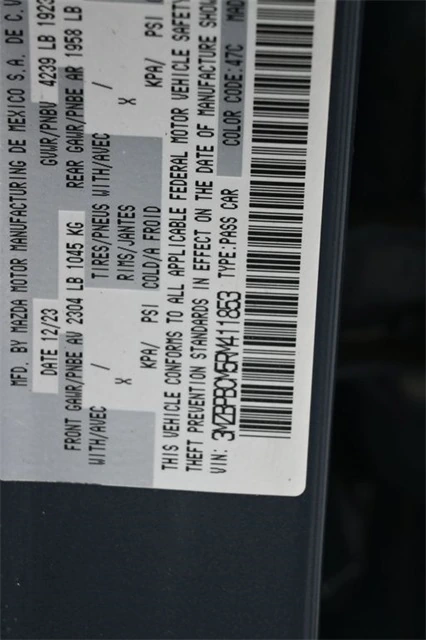 MFD. BY MAZDA MOTOR MANUFACTURING DE MEXICO S.A. DE C.V
DATE 12/23 GVWR/PNBV 4239 LB 1923
FRONT GAWR/PNBE AV 2304 LB 1045 KG REAR GAWR/PNBE AR 1958 LB
WITH/AVEC / TIRES/PNEUS WITH/AVEC /
X RIMS/JANTES X
KPA/ PSI COLD/A FROID KPA/ PSI
THIS VEHICLE CONFORMS TO ALL APPLICABLE FEDERAL MOTOR VEHICLE SAFETY
THEFT PREVENTION STANDARDS IN EFFECT ON THE DATE OF MANUFACTURE SHOW
VIN: 3MZBPBCM5RM411853 TYPE:PASS CAR COLOR CODE:47C MAD